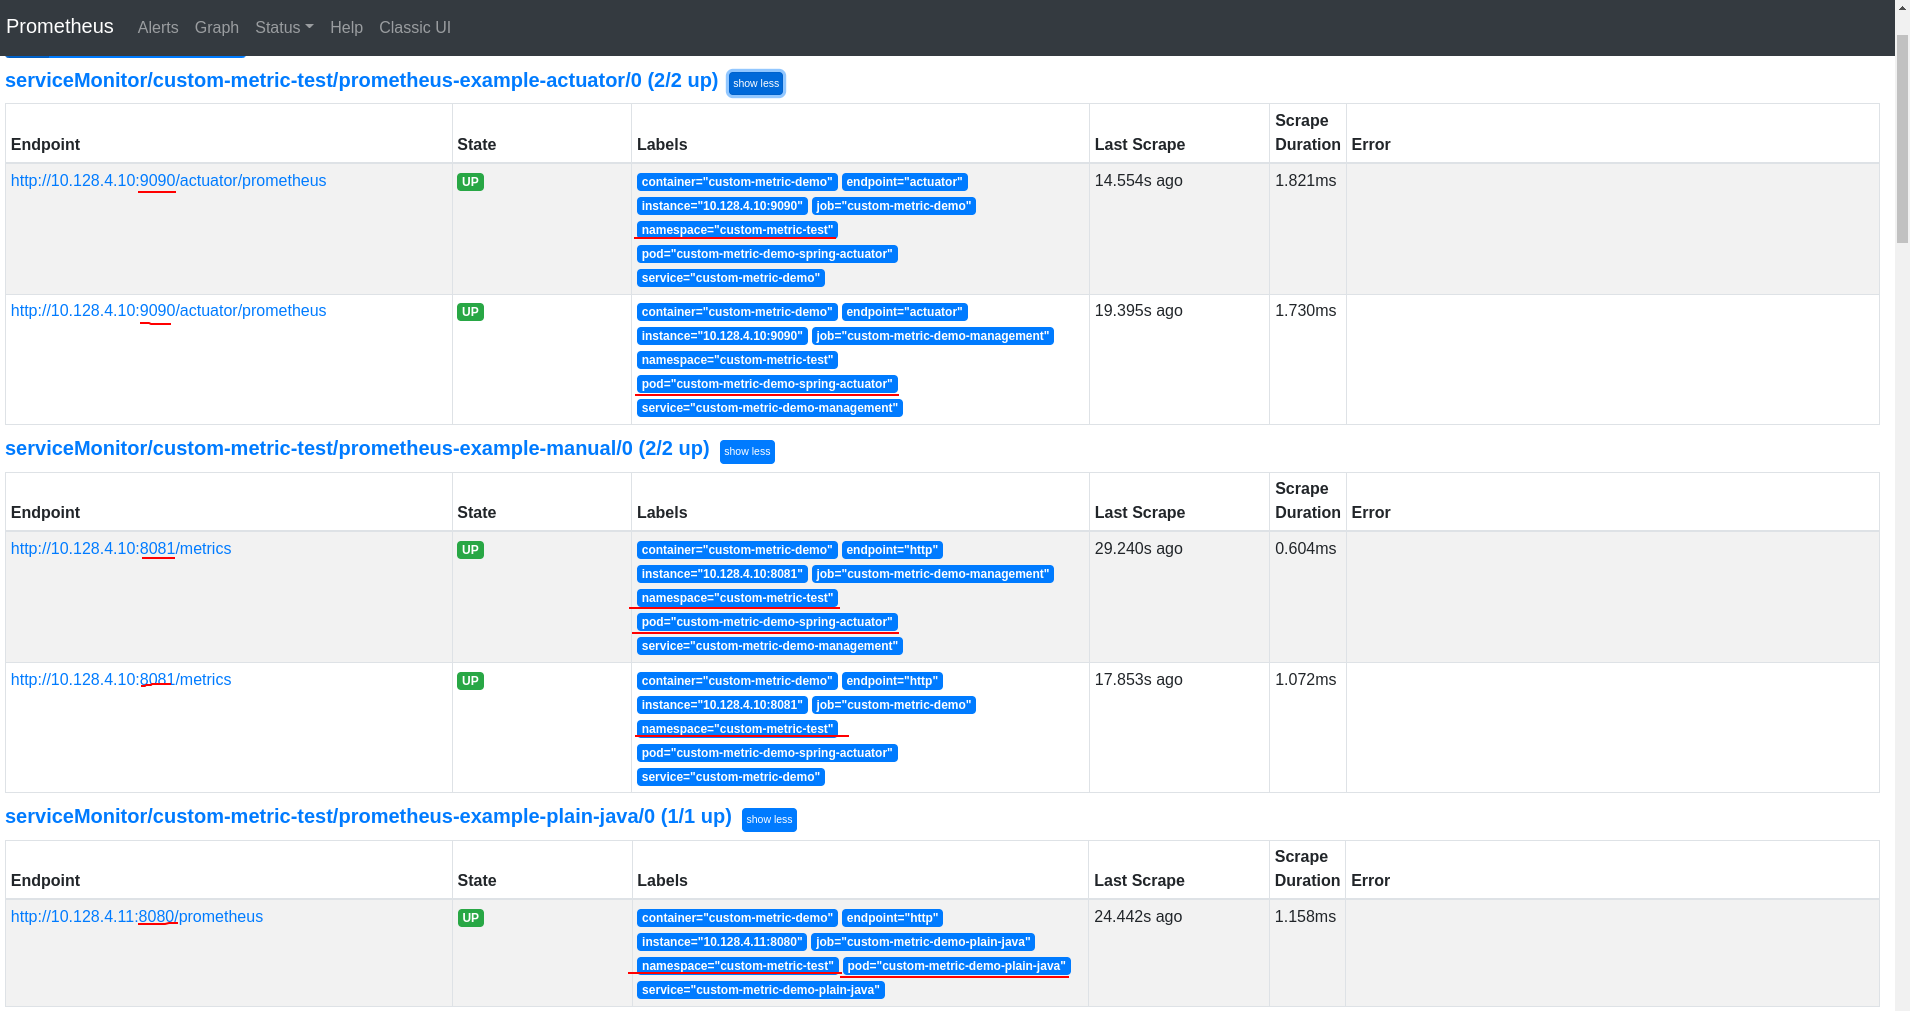 Prometheus Alerts Graph Status Help Classic UI
serviceMonitor/custom-metric-test/prometheus-example-actuator/0 (2/2 up) show less
Endpoint State Labels Last Scrape Scrape Duration Error
http://10.128.4.10:9090/actuator/prometheus UP container="custom-metric-demo" endpoint="actuator" 14.554s ago 1.821ms
instance="10.128.4.10:9090" job="custom-metric-demo"
namespace="custom-metric-test"
pod="custom-metric-demo-spring-actuator"
service="custom-metric-demo"
http://10.128.4.10:9090/actuator/prometheus UP container="custom-metric-demo" endpoint="actuator" 19.395s ago 1.730ms
instance="10.128.4.10:9090" job="custom-metric-demo-management"
namespace="custom-metric-test"
pod="custom-metric-demo-spring-actuator"
service="custom-metric-demo-management"
serviceMonitor/custom-metric-test/prometheus-example-manual/0 (2/2 up) show less
Endpoint State Labels Last Scrape Scrape Duration Error
http://10.128.4.10:8081/metrics UP container="custom-metric-demo" endpoint="http" 29.240s ago 0.604ms
instance="10.128.4.10:8081" job="custom-metric-demo-management"
namespace="custom-metric-test"
pod="custom-metric-demo-spring-actuator"
service="custom-metric-demo-management"
http://10.128.4.10:8081/metrics UP container="custom-metric-demo" endpoint="http" 17.853s ago 1.072ms
instance="10.128.4.10:8081" job="custom-metric-demo"
namespace="custom-metric-test"
pod="custom-metric-demo-spring-actuator"
service="custom-metric-demo"
serviceMonitor/custom-metric-test/prometheus-example-plain-java/0 (1/1 up) show less
Endpoint State Labels Last Scrape Scrape Duration Error
http://10.128.4.11:8080/prometheus UP container="custom-metric-demo" endpoint="http" 24.442s ago 1.158ms
instance="10.128.4.11:8080" job="custom-metric-demo-plain-java"
namespace="custom-metric-test" pod="custom-metric-demo-plain-java"
service="custom-metric-demo-plain-java"